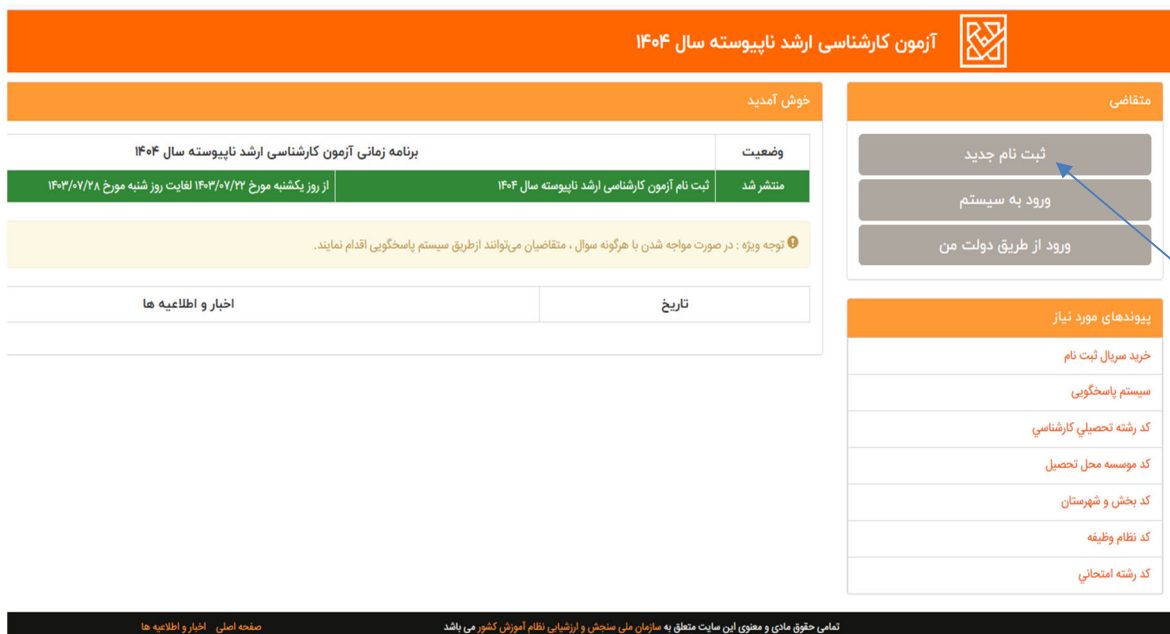 آزمون کارشناسی ارشد ناپیوسته سال ۱۴۰۴
متقاضی
ثبت نام جدید
ورود به سیستم
ورود از طریق دولت من
پیوندهای مورد نیاز
خرید سریال ثبت نام
سیستم پاسخگویی
کد رشته تحصیلي کارشناسي
کد موسسه محل تحصیل
کد بخش و شهرستان
کد نظام وظیفه
کد رشته امتحاني
خوش آمدید
وضعیت برنامه زمانی آزمون کارشناسی ارشد ناپیوسته سال ۱۴۰۴
منتشر شد ثبت نام آزمون کارشناسی ارشد ناپیوسته سال ۱۴۰۴ از روز یکشنبه مورخ ۱۴۰۳/۰۷/۲۲ لغایت روز شنبه مورخ ۱۴۰۳/۰۷/۲۸
توجه ویژه : در صورت مواجه شدن با هرگونه سوال ، متقاضیان می‌توانند ازطریق سیستم پاسخگویی اقدام نمایند.
تاریخ اخبار و اطلاعیه ها
تمامی حقوق مادی و معنوی این سایت متعلق به سازمان ملی سنجش و ارزشیابی نظام آموزش کشور می باشد
صفحه اصلی اخبار و اطلاعیه ها